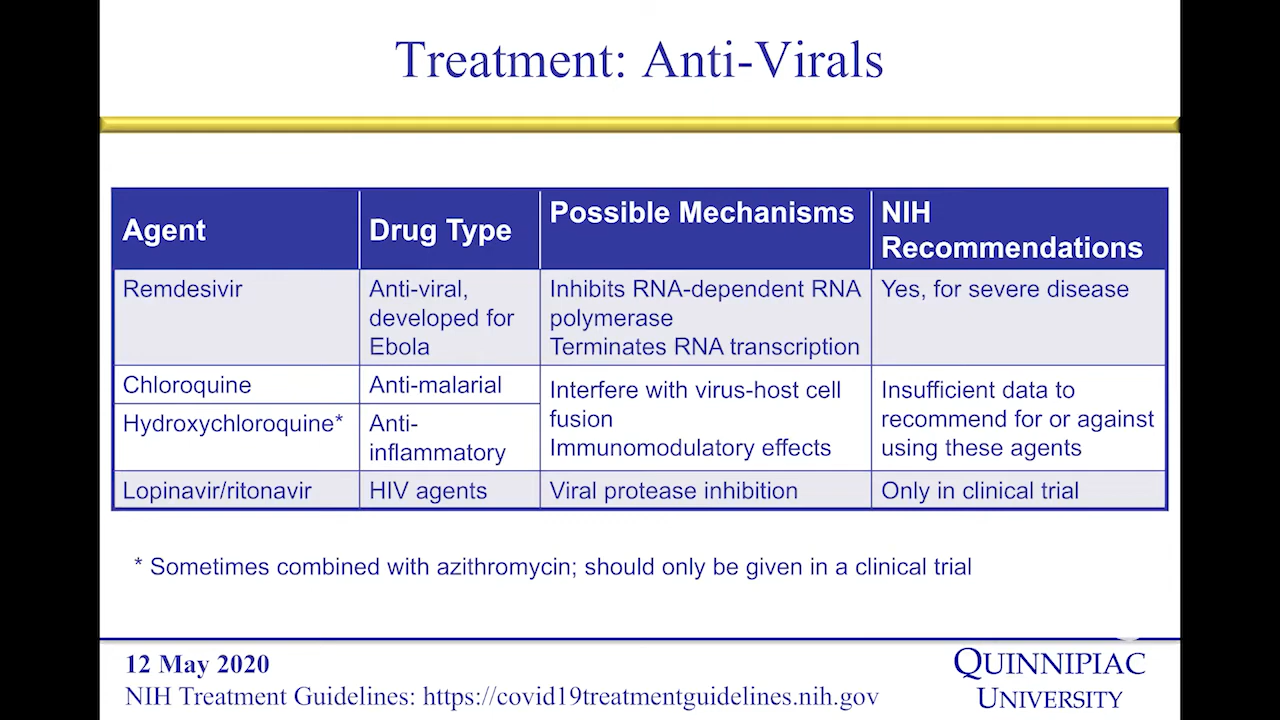 Treatment: Anti-Virals
Agent
Drug Type
Possible Mechanisms
NIH
Recommendations
Remdesivir
Anti-viral,
developed for
Ebola
Inhibits RNA-dependent RNA
polymerase
Terminates RNA transcription
Yes, for severe disease
Chloroquine
Anti-malarial
Interfere with virus-host cell
fusion
Immunomodulatory effects
Insufficient data to
recommend for or against
using these agents
Hydroxychloroquine*
Anti-
inflammatory
Lopinavir/ritonavir
HIV agents
Viral protease inhibition
Only in clinical trial
* Sometimes combined with azithromycin; should only be given in a clinical trial
12 May 2020
NIH Treatment Guidelines: https://covid19treatmentguidelines.nih.gov
QUINNIPIAC
UNIVERSITY